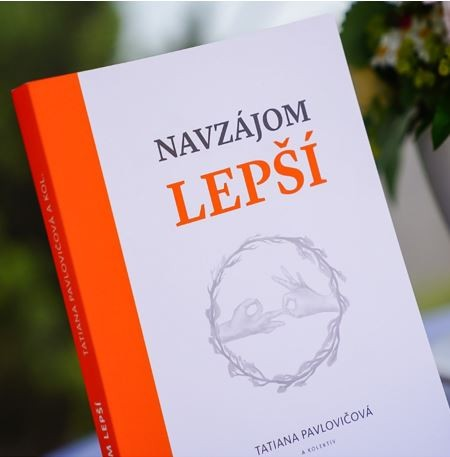 NAVZÁJOM
LEPŠÍ
TATIANA PAVLOVIČOVÁ
A KOLEKTÍV
TATIANA PAVLOVIČOVÁ A KOL.
M LEPŠÍ